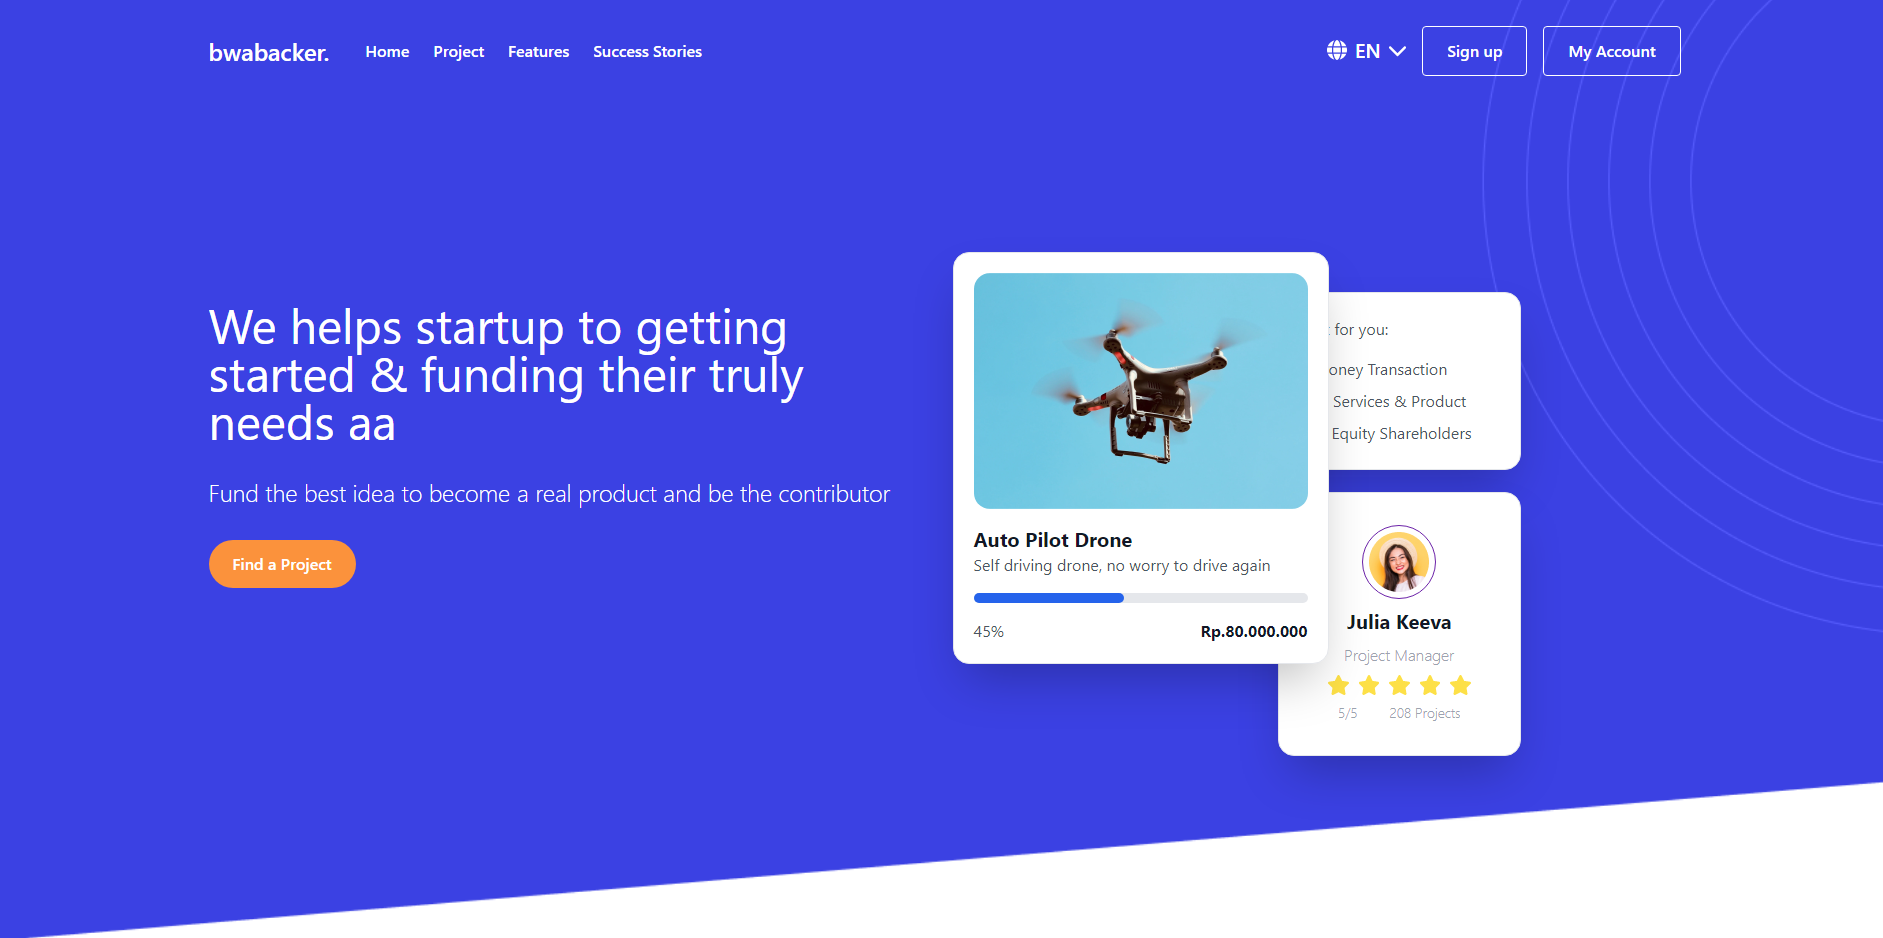 bwabacker.
Home
Project
Features
Success Stories
EN
Sign up
My Account
We helps startup to getting
started & funding their truly
needs aa
Fund the best idea to become a real product and be the contributor
Find a Project
Auto Pilot Drone
Self driving drone, no worry to drive again
45%
Rp.80.000.000
for you:
oney Transaction
Services & Product
Equity Shareholders
Julia Keeva
Project Manager
5/5
208 Projects